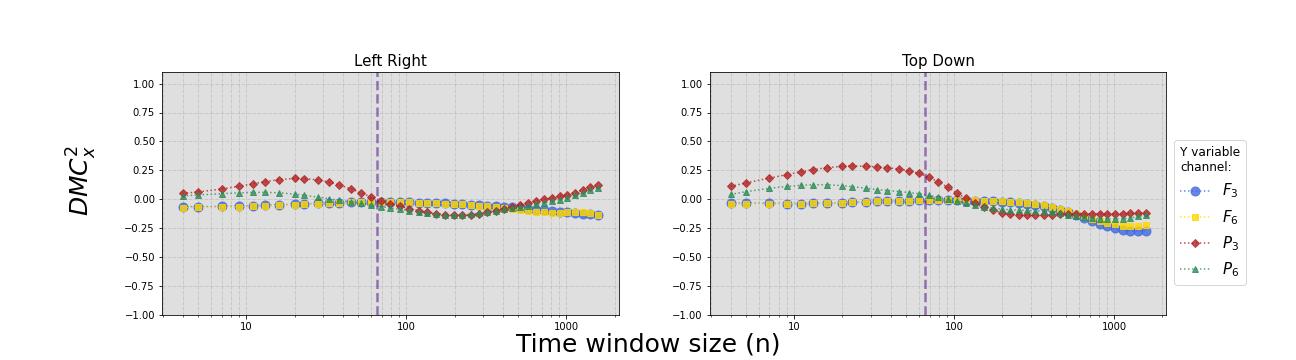 Left Right
Top Down
1.00
0.75
0.50
0.25
0.00
−0.25
−0.50
−0.75
−1.00
10
100
1000
1.00
0.75
0.50
0.25
0.00
−0.25
−0.50
−0.75
−1.00
10
100
1000
DMC²ₓ
Time window size (n)
Y variable
channel:
F₃
F₆
P₃
P₆